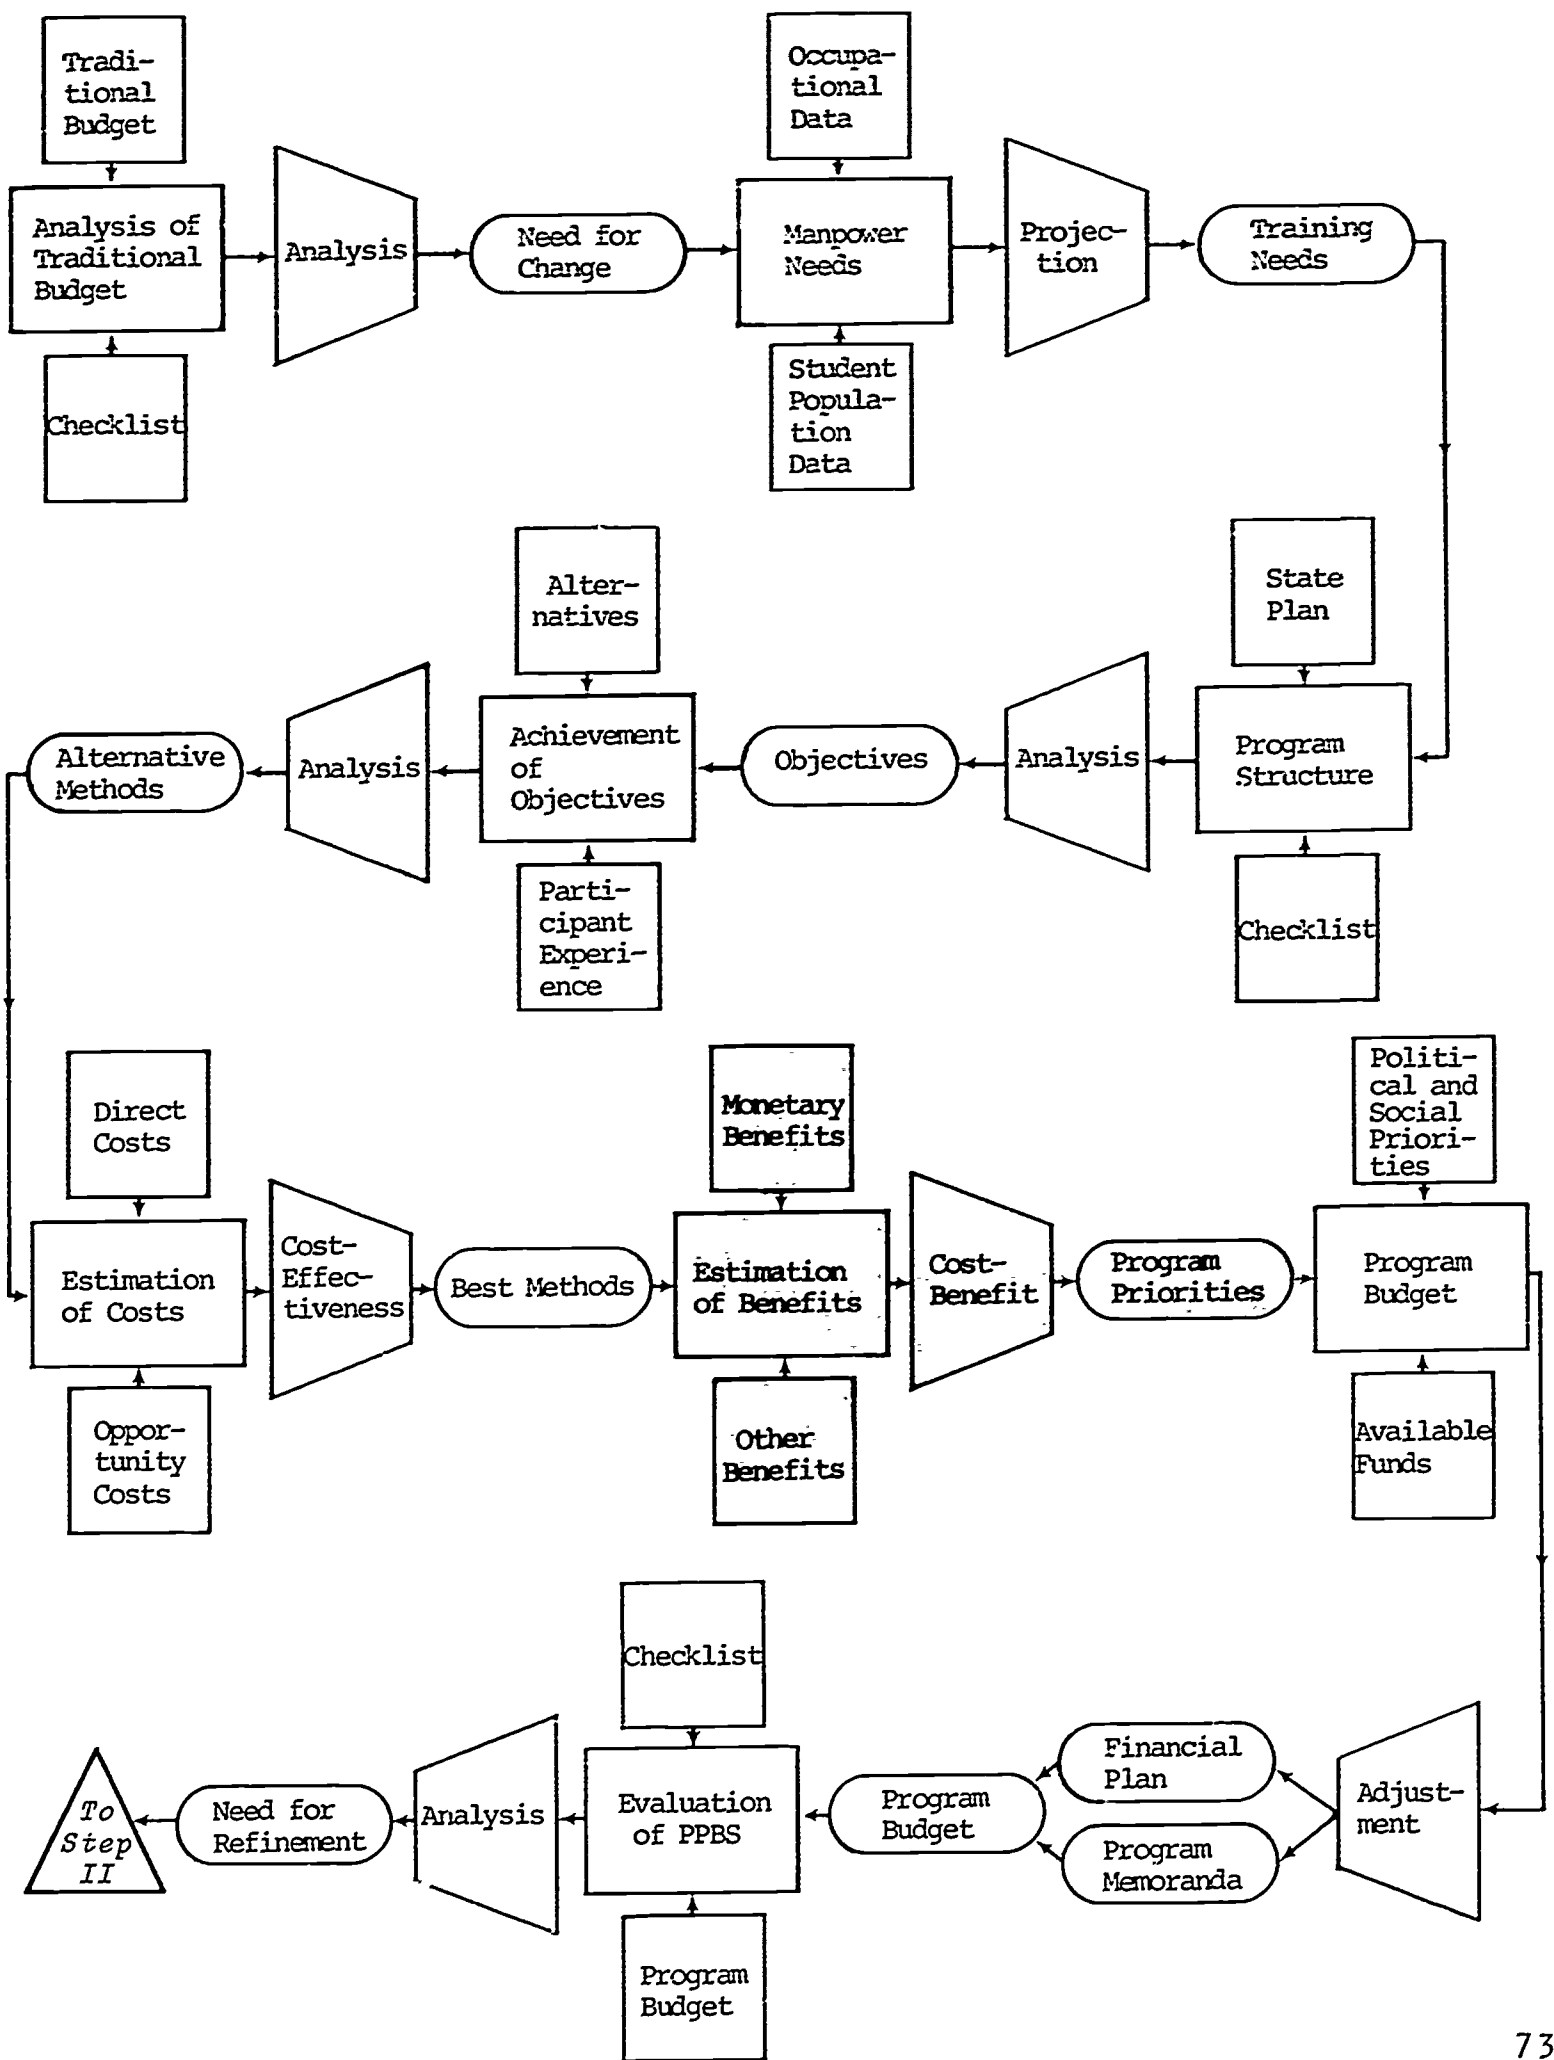 Tradi-
tional
Budget
Occupa-
tional
Data
Analysis of
Traditional
Budget
Analysis
Need for
Change
Manpower
Needs
Projec-
tion
Training
Needs
Checklist
Student
Popula-
tion
Data
Alter-
natives
State
Plan
Alternative
Methods
Analysis
Achievement
of
Objectives
Objectives
Analysis
Program
Structure
Parti-
cipant
Experi-
ence
Checklist
Direct
Costs
Monetary
Benefits
Politi-
cal and
Social
Priori-
ties
Estimation
of Costs
Cost-
Effec-
tiveness
Best Methods
Estimation
of Benefits
Cost-
Benefit
Program
Priorities
Program
Budget
Oppor-
tunity
Costs
Other
Benefits
Available
Funds
Checklist
To
Step
II
Need for
Refinement
Analysis
Evaluation
of PPBS
Program
Budget
Financial
Plan
Program
Memoranda
Adjust-
ment
Program
Budget
73